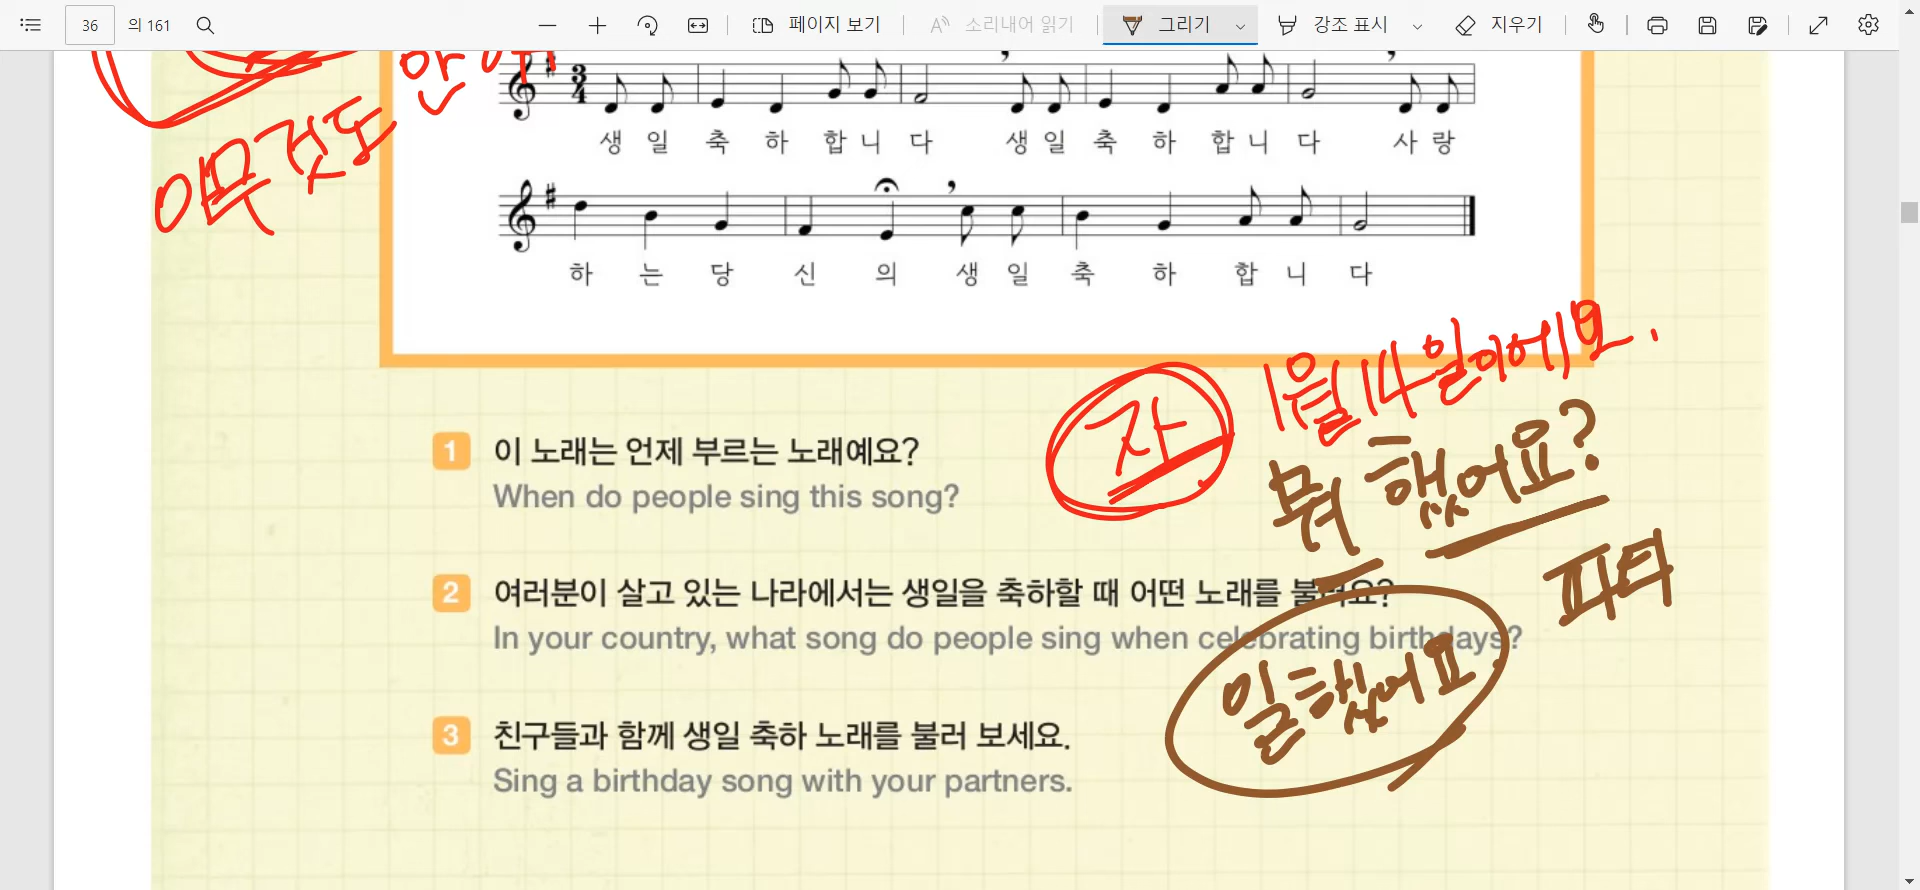 36 의 161 페이지 보기 소리내어 읽기 그리기 강조 표시 지우기
아무것도 안
3 4
생 일 축 하 합 니 다 생 일 축 하 합 니 다 사 랑
하 는 당 신 의 생 일 축 하 합 니 다
1월 14일이에요.
자
뭐 했어요?
1 이 노래는 언제 부르는 노래예요?
When do people sing this song?
파티
2 여러분이 살고 있는 나라에서는 생일을 축하할 때 어떤 노래를 불러요?
In your country, what song do people sing when celebrating birthdays?
일했어요
3 친구들과 함께 생일 축하 노래를 불러 보세요.
Sing a birthday song with your partners.